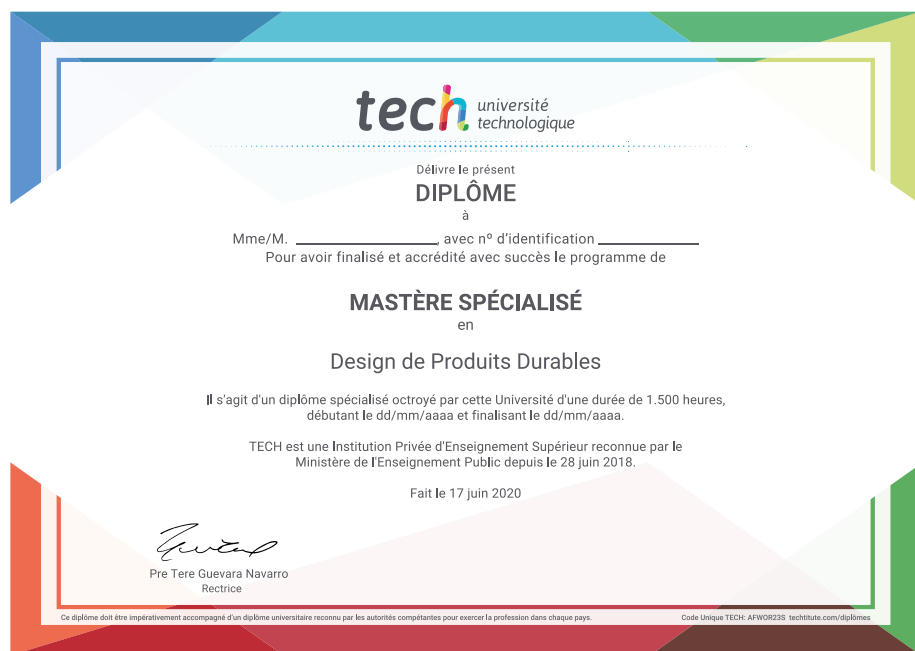 tech université
technologique
Délivre le présent
DIPLÔME
à
Mme/M. ____________________, avec nº d'identification ______________
Pour avoir finalisé et accrédité avec succès le programme de
MASTÈRE SPÉCIALISÉ
en
Design de Produits Durables
Il s'agit d'un diplôme spécialisé octroyé par cette Université d'une durée de 1.500 heures,
débutant le dd/mm/aaaa et finalisant le dd/mm/aaaa.
TECH est une Institution Privée d'Enseignement Supérieur reconnue par le
Ministère de l'Enseignement Public depuis le 28 juin 2018.
Fait le 17 juin 2020
Pre Tere Guevara Navarro
Rectrice
Ce diplôme doit être impérativement accompagné d'un diplôme universitaire reconnu par les autorités compétantes pour exercer la profession dans chaque pays.
Code Unique TECH: AFWOR23S techtitute.com/diplômes